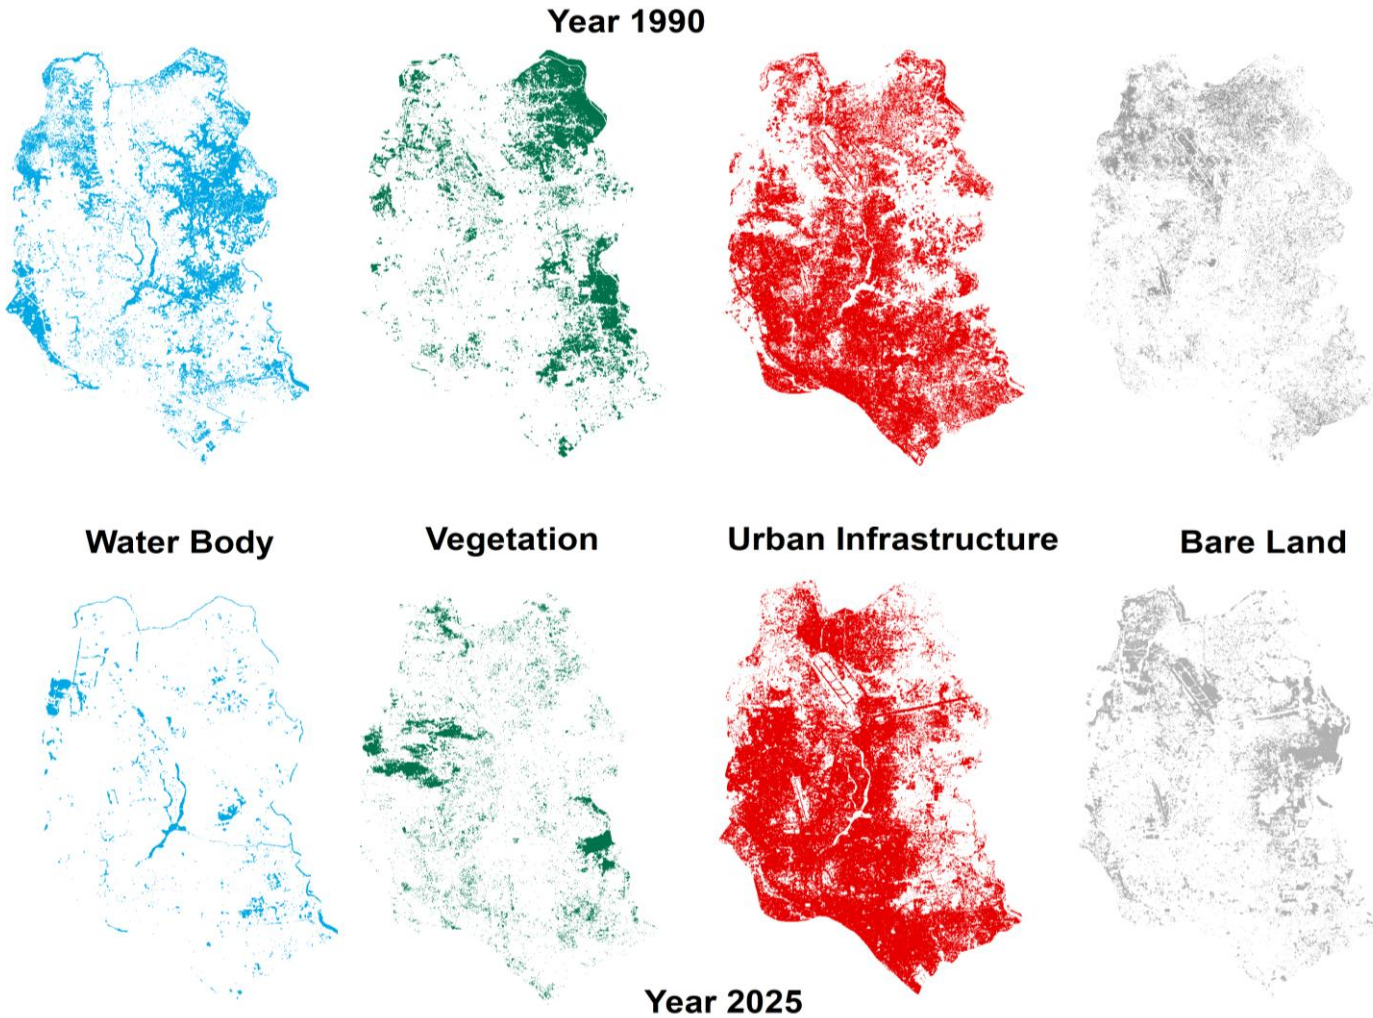 Year 1990
Water Body
Vegetation
Urban Infrastructure
Bare Land
Year 2025